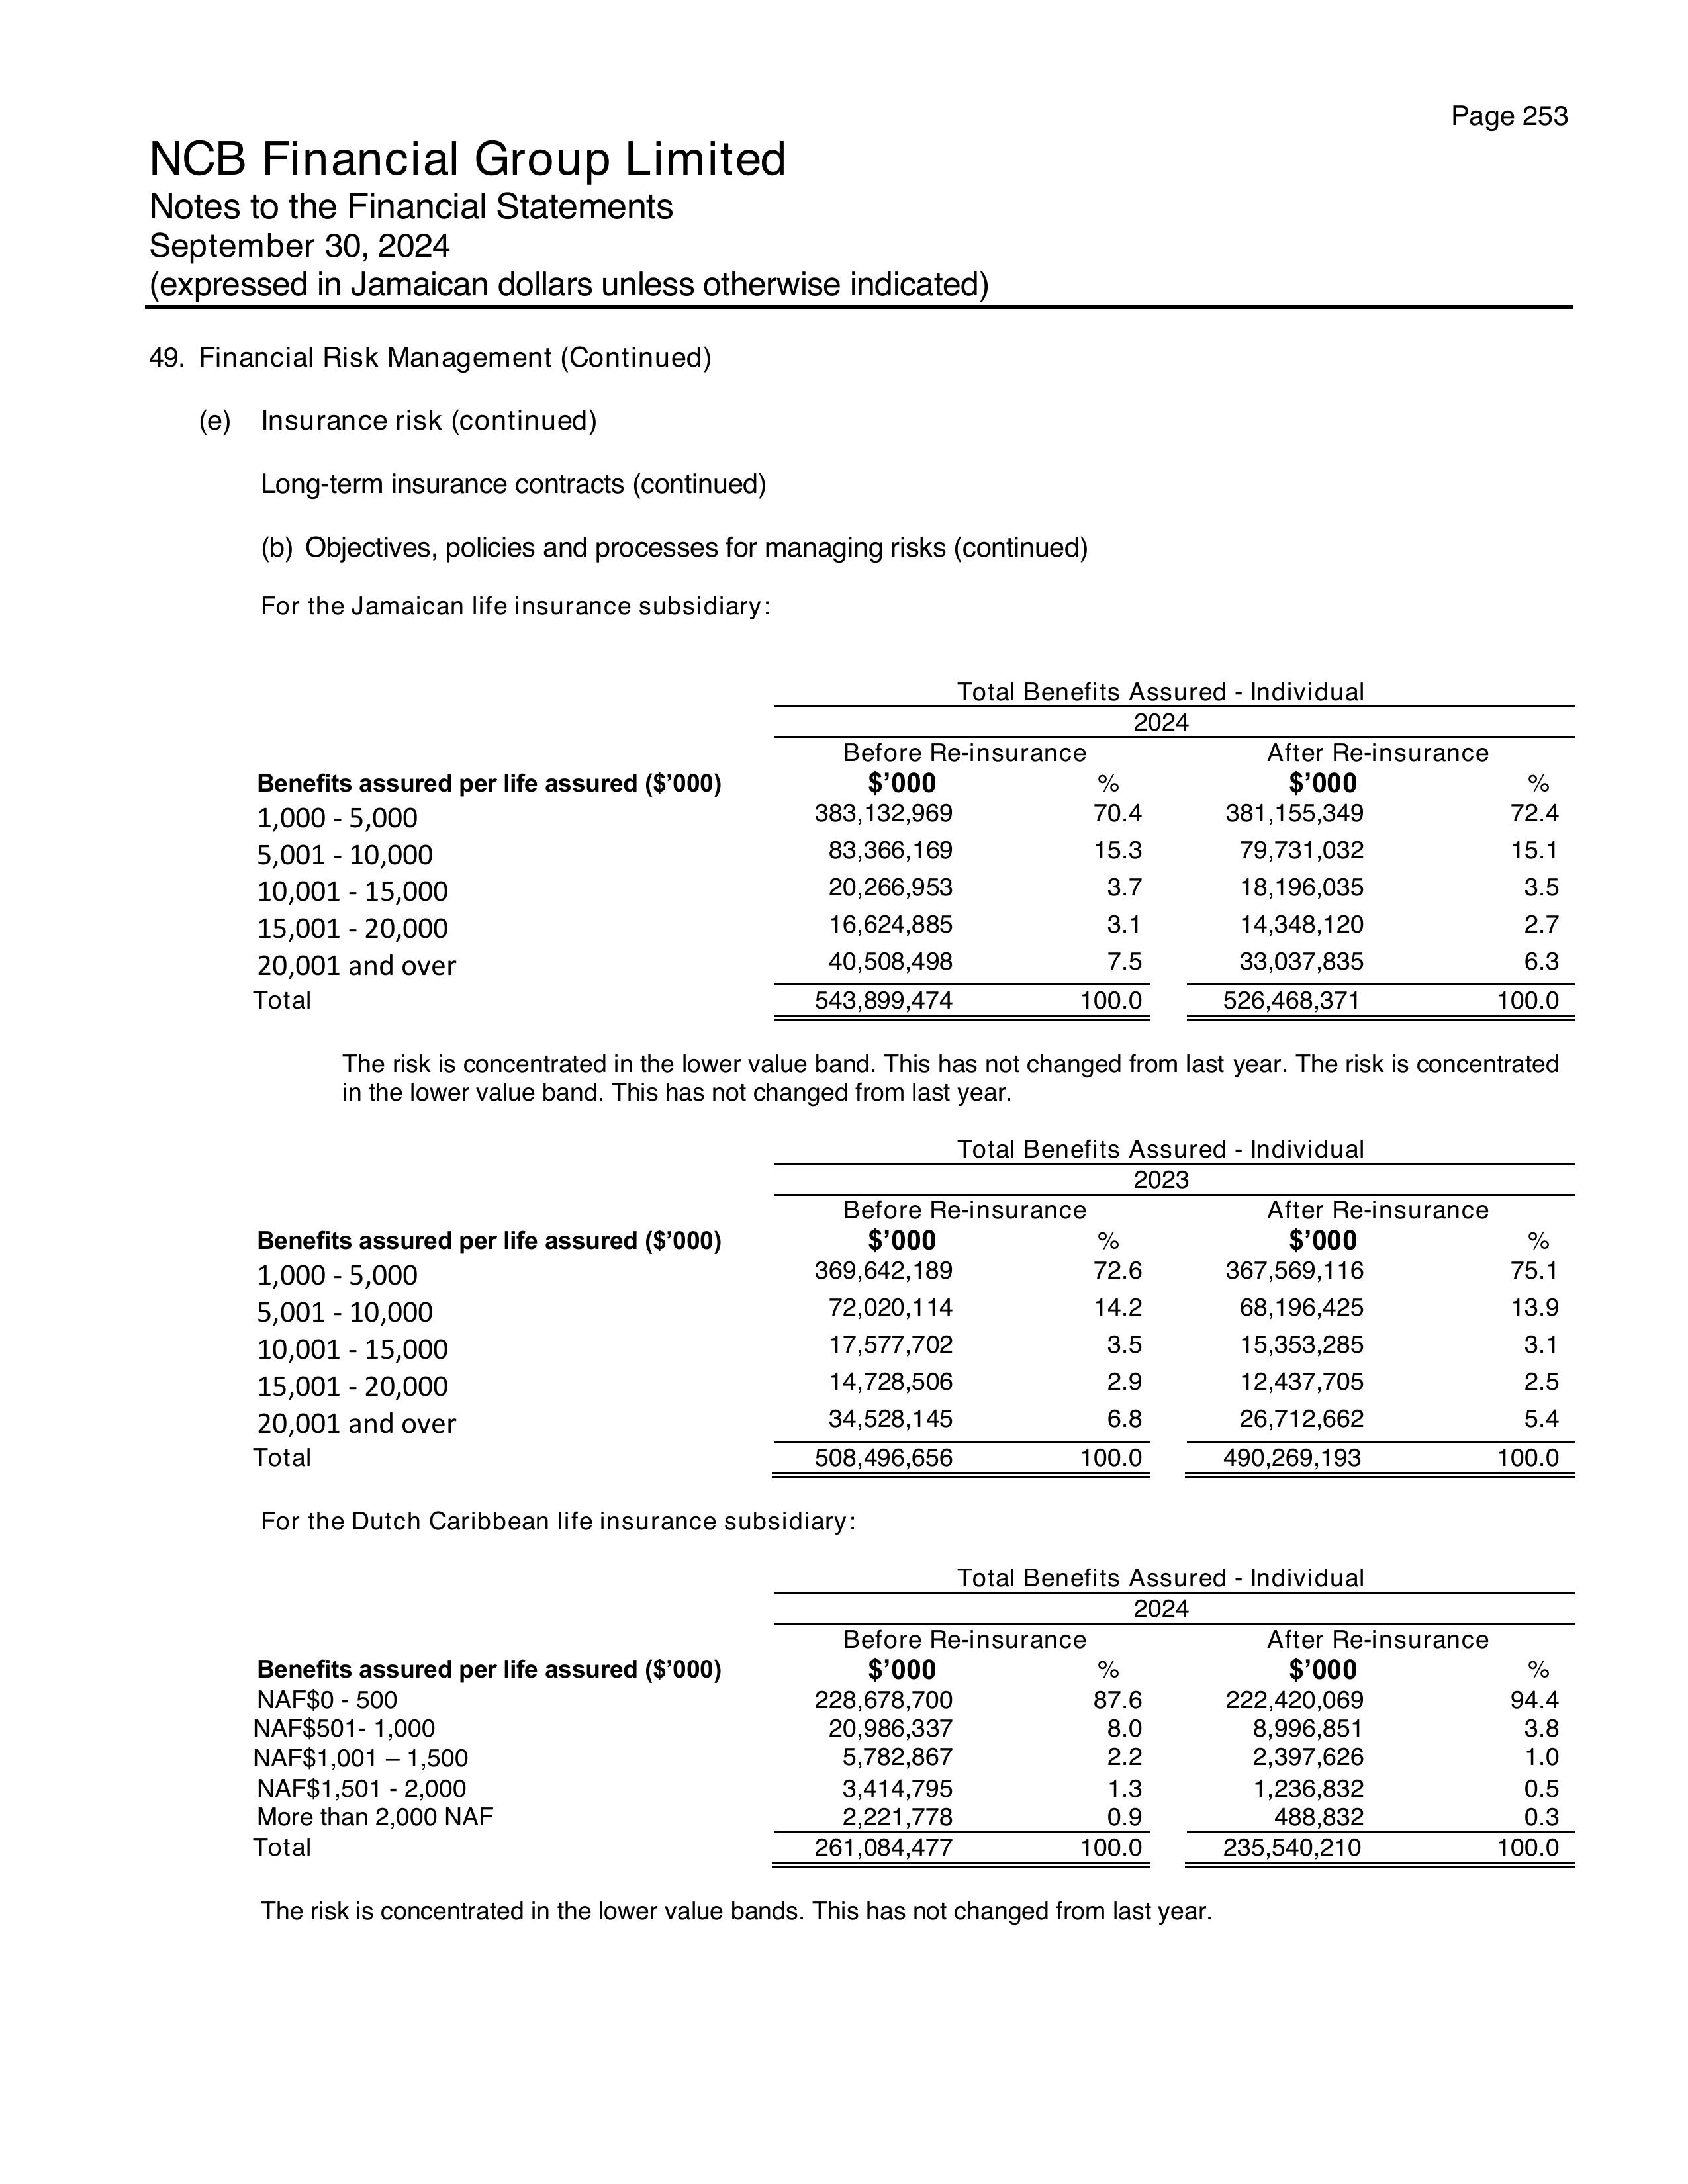 Page 253
NCB Financial Group Limited
Notes to the Financial Statements
September 30, 2024
(expressed in Jamaican dollars unless otherwise indicated)
49. Financial Risk Management (Continued)
(e) Insurance risk (continued)
Long-term insurance contracts (continued)
(b) Objectives, policies and processes for managing risks (continued)
For the Jamaican life insurance subsidiary:
Total Benefits Assured - Individual
2024
Before Re-insurance After Re-insurance
Benefits assured per life assured ($’000) $’000 % $’000 %
1,000 - 5,000 383,132,969 70.4 381,155,349 72.4
5,001 - 10,000 83,366,169 15.3 79,731,032 15.1
10,001 - 15,000 20,266,953 3.7 18,196,035 3.5
15,001 - 20,000 16,624,885 3.1 14,348,120 2.7
20,001 and over 40,508,498 7.5 33,037,835 6.3
Total 543,899,474 100.0 526,468,371 100.0
The risk is concentrated in the lower value band. This has not changed from last year. The risk is concentrated
in the lower value band. This has not changed from last year.
Total Benefits Assured - Individual
2023
Before Re-insurance After Re-insurance
Benefits assured per life assured ($’000) $’000 % $’000 %
1,000 - 5,000 369,642,189 72.6 367,569,116 75.1
5,001 - 10,000 72,020,114 14.2 68,196,425 13.9
10,001 - 15,000 17,577,702 3.5 15,353,285 3.1
15,001 - 20,000 14,728,506 2.9 12,437,705 2.5
20,001 and over 34,528,145 6.8 26,712,662 5.4
Total 508,496,656 100.0 490,269,193 100.0
For the Dutch Caribbean life insurance subsidiary:
Total Benefits Assured - Individual
2024
Before Re-insurance After Re-insurance
Benefits assured per life assured ($’000) $’000 % $’000 %
NAF$0 - 500 228,678,700 87.6 222,420,069 94.4
NAF$501- 1,000 20,986,337 8.0 8,996,851 3.8
NAF$1,001 – 1,500 5,782,867 2.2 2,397,626 1.0
NAF$1,501 - 2,000 3,414,795 1.3 1,236,832 0.5
More than 2,000 NAF 2,221,778 0.9 488,832 0.3
Total 261,084,477 100.0 235,540,210 100.0
The risk is concentrated in the lower value bands. This has not changed from last year.